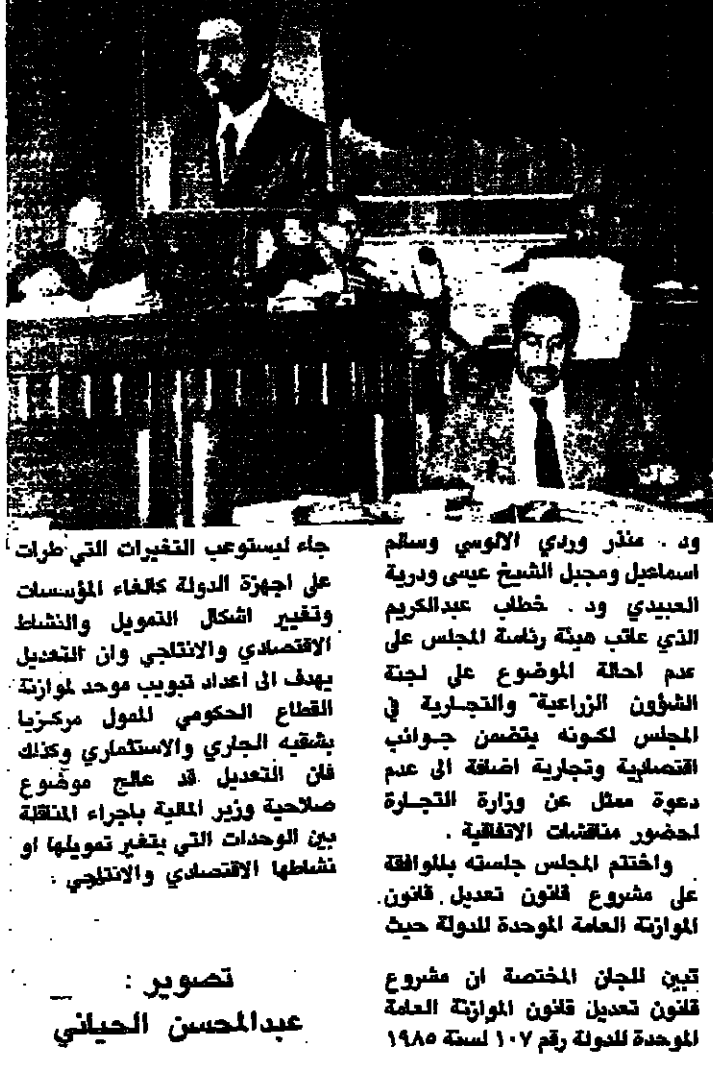 ود . منذر وردي الالوسي وسالم
اسماعيل ومجبل الشيخ عيسى ودرية
العبيدي ود . خطاب عبدالكريم
الذي عاتب هيئة رئاسة المجلس على
عدم احالة الموضوع على لجنة
الشؤون الزراعية والتجارية في
المجلس لكونه يتضمن جوانب
اقتصادية وتجارية اضافة الى عدم
دعوة ممثل عن وزارة التجارة
لحضور مناقشات الاتفاقية .
واختتم المجلس جلسته بالموافقة
على مشروع قانون تعديل قانون
الموازنة العامة الموحدة للدولة حيث
تبين للجان المختصة ان مشروع
قانون تعديل قانون الموازنة العامة
الموحدة للدولة رقم ١٠٧ لسنة ١٩٨٥
جاء ليستوعب التغيرات التي طرات
على اجهزة الدولة كالغاء المؤسسات
وتغيير اشكال التمويل والنشاط
الاقتصادي والانتاجي وان التعديل
يهدف الى اعداد تبويب موحد لموازنة
القطاع الحكومي الممول مركزيا
بشقيه الجاري والاستثماري وكذلك
فان التعديل قد عالج موضوع
صلاحية وزير المالية باجراء المناقلة
بين الوحدات التي يتغير تمويلها او
نشاطها الاقتصادي والانتاجي .
تصوير :
عبدالمحسن الحياني